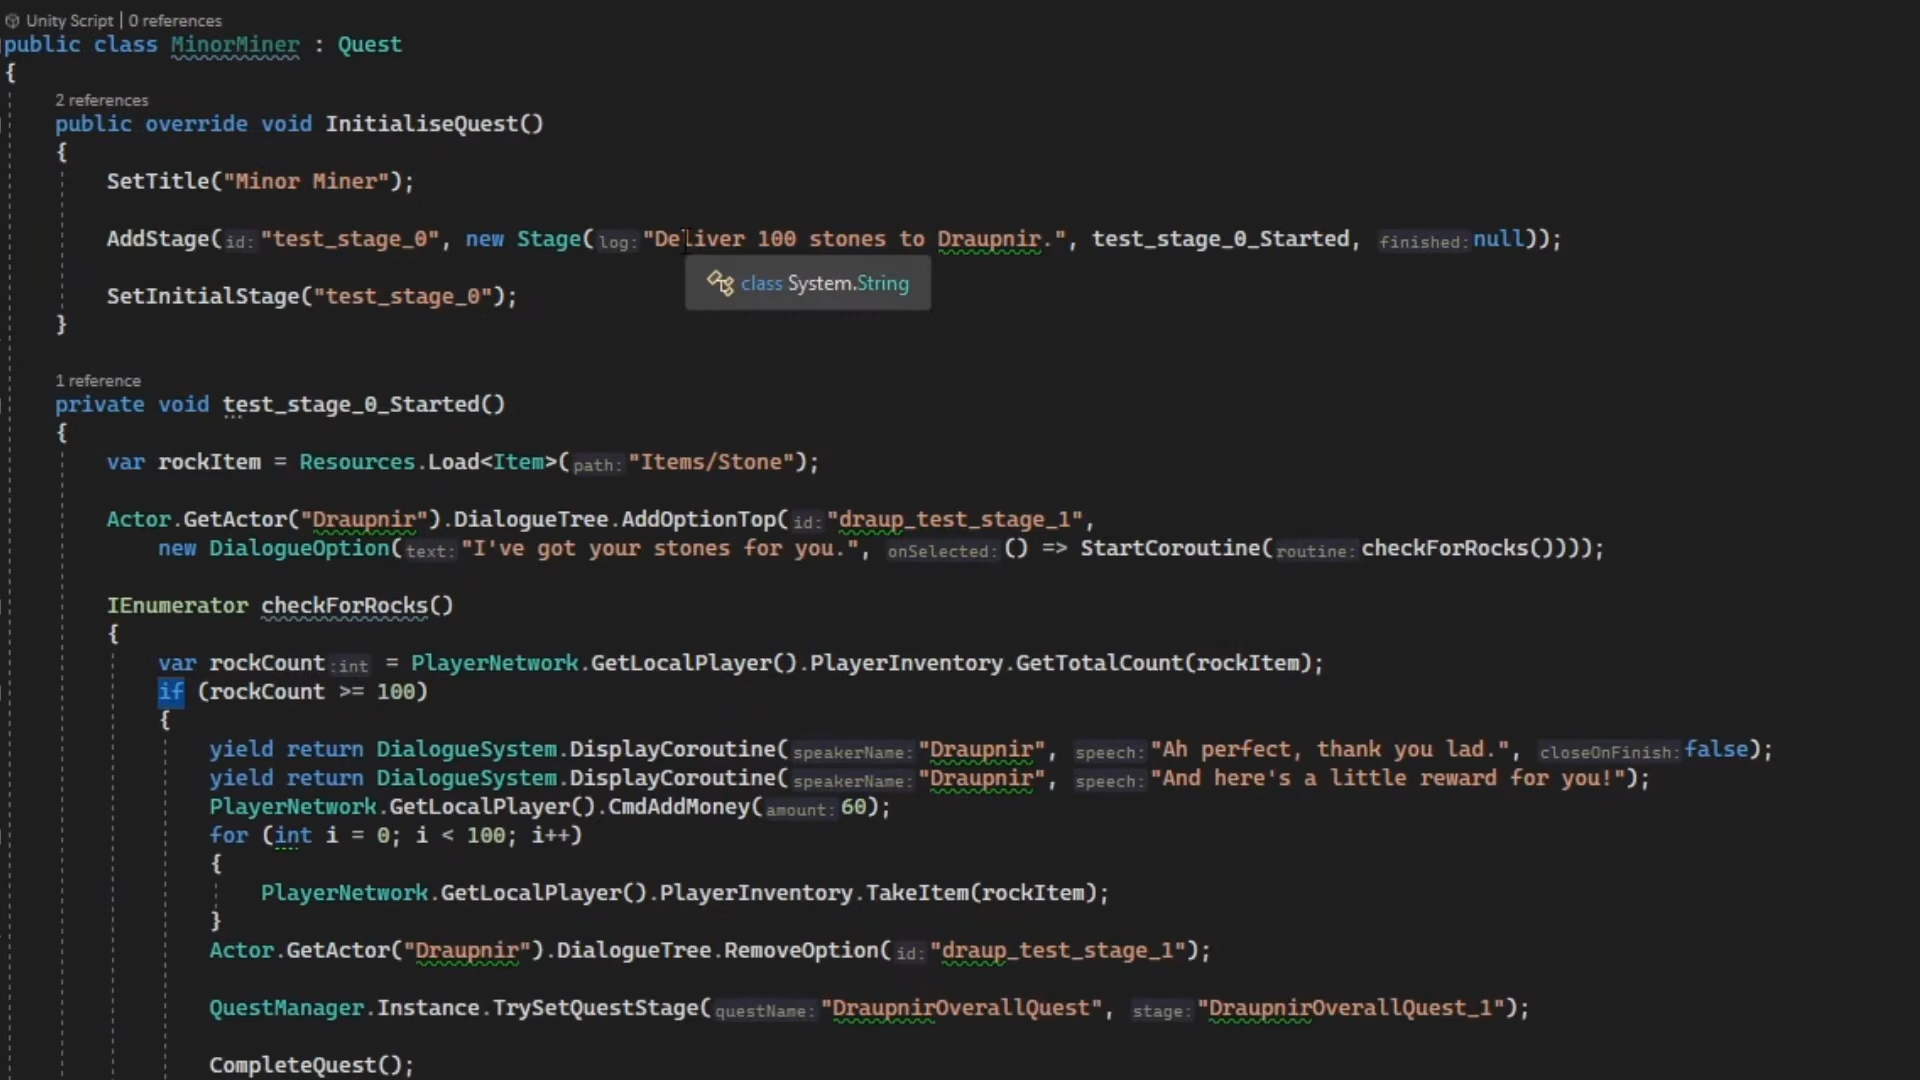 Unity Script | 0 references
public class MinorMiner : Quest
{
2 references
public override void InitialiseQuest()
{
SetTitle("Minor Miner");
AddStage(id:"test_stage_0", new Stage(log:"Deliver 100 stones to Draupnir.", test_stage_0_Started, finished:null));
class System.String
SetInitialStage("test_stage_0");
}
1 reference
private void test_stage_0_Started()
{
var rockItem = Resources.Load<Item>(path:"Items/Stone");
Actor.GetActor("Draupnir").DialogueTree.AddOptionTop(id:"draup_test_stage_1",
new DialogueOption(text:"I've got your stones for you.", onSelected:() => StartCoroutine(routine:checkForRocks())));
IEnumerator checkForRocks()
{
var rockCount:int = PlayerNetwork.GetLocalPlayer().PlayerInventory.GetTotalCount(rockItem);
if (rockCount >= 100)
{
yield return DialogueSystem.DisplayCoroutine(speakerName:"Draupnir", speech:"Ah perfect, thank you lad.", closeOnFinish:false);
yield return DialogueSystem.DisplayCoroutine(speakerName:"Draupnir", speech:"And here's a little reward for you!");
PlayerNetwork.GetLocalPlayer().CmdAddMoney(amount:60);
for (int i = 0; i < 100; i++)
{
PlayerNetwork.GetLocalPlayer().PlayerInventory.TakeItem(rockItem);
}
Actor.GetActor("Draupnir").DialogueTree.RemoveOption(id:"draup_test_stage_1");
QuestManager.Instance.TrySetQuestStage(questName:"DraupnirOverallQuest", stage:"DraupnirOverallQuest_1");
CompleteQuest();